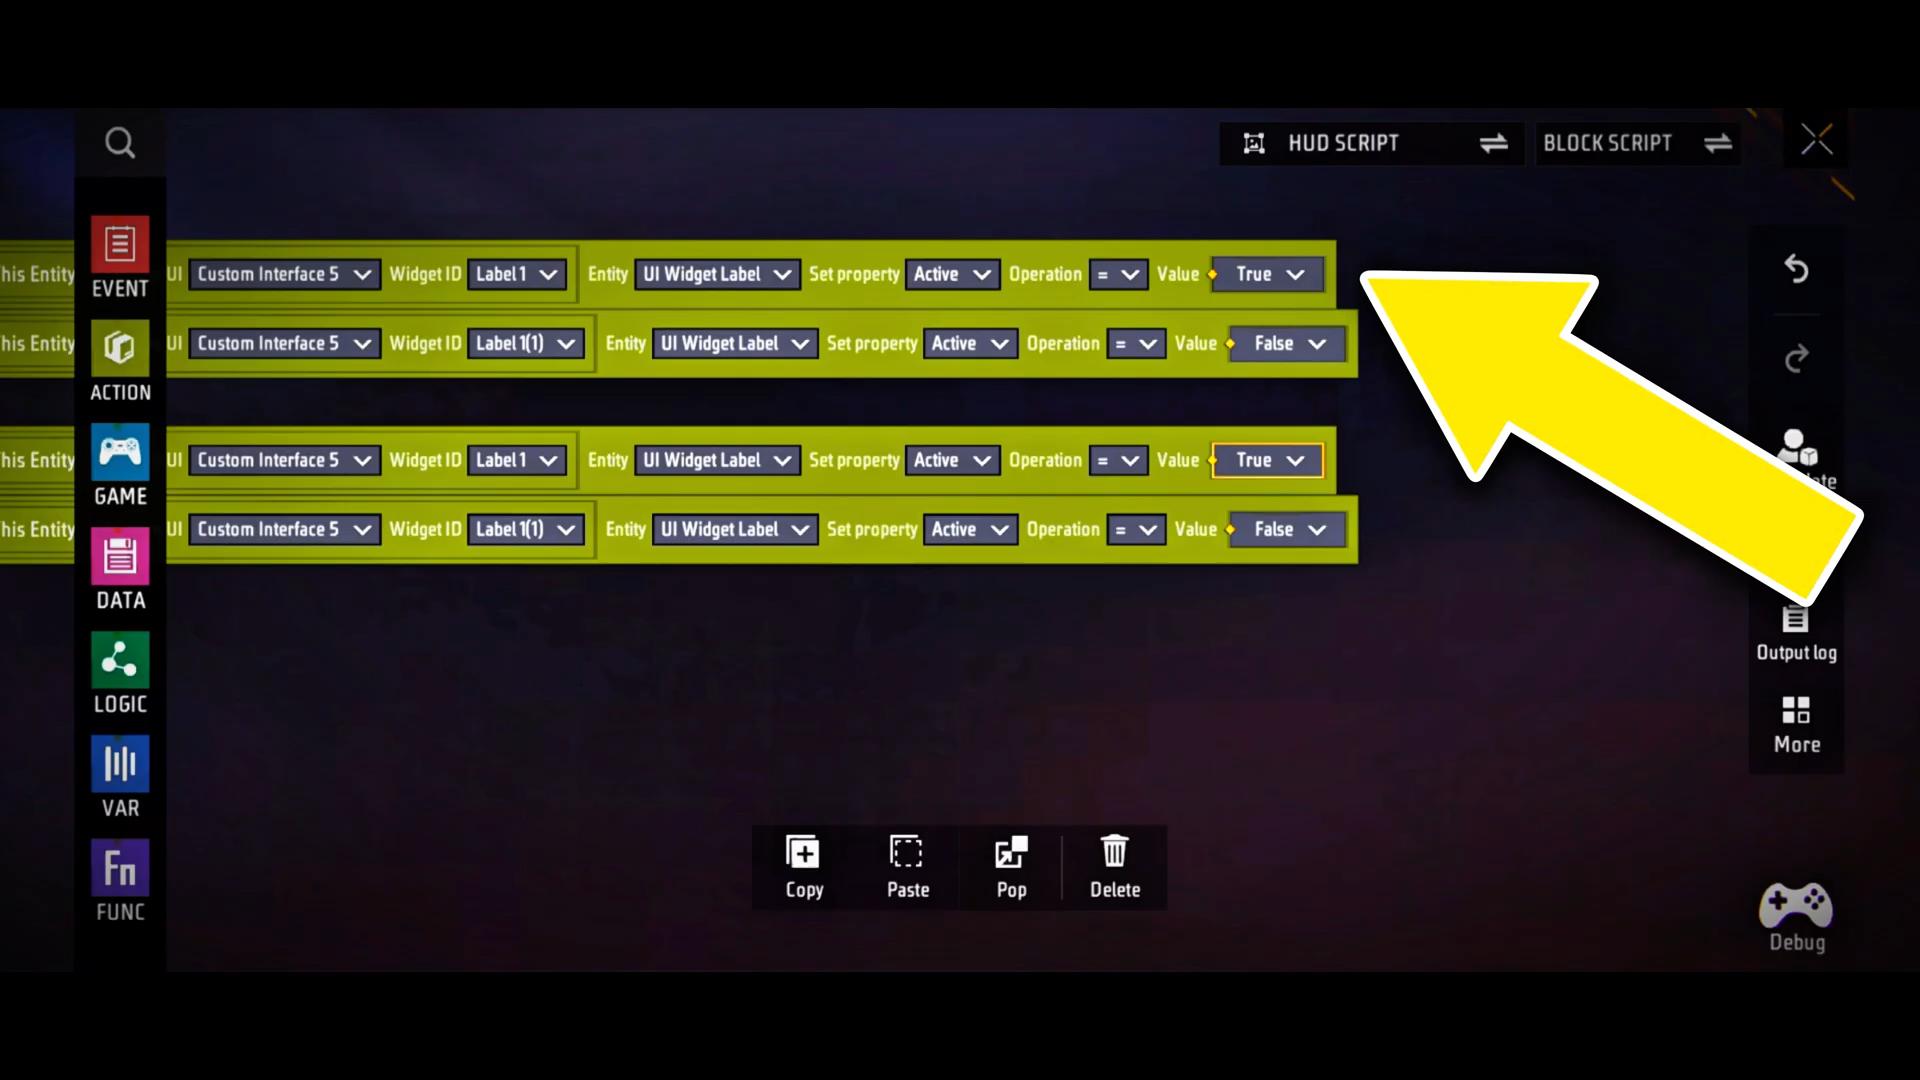 HUD SCRIPT BLOCK SCRIPT
EVENT
ACTION
GAME
DATA
LOGIC
VAR
Fn
FUNC
his Entity UI Custom Interface 5 Widget ID Label 1 Entity UI Widget Label Set property Active Operation = Value True
his Entity UI Custom Interface 5 Widget ID Label 1(1) Entity UI Widget Label Set property Active Operation = Value False
his Entity UI Custom Interface 5 Widget ID Label 1 Entity UI Widget Label Set property Active Operation = Value True
his Entity UI Custom Interface 5 Widget ID Label 1(1) Entity UI Widget Label Set property Active Operation = Value False
Output log
More
Copy Paste Pop Delete
Debug